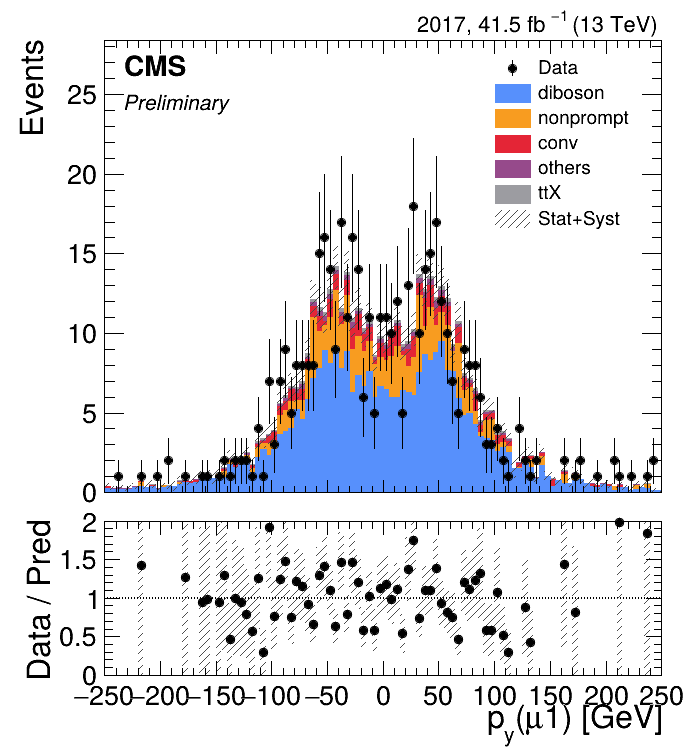 2017, 41.5 fb⁻¹ (13 TeV)
CMS
Preliminary
Data
diboson
nonprompt
conv
others
ttX
Stat+Syst
Events
25
20
15
10
5
0
Data / Pred
2
1.5
1
0.5
0
−250 −200 −150 −100 −50 0 50 100 150 200 250
p_y(μ1) [GeV]